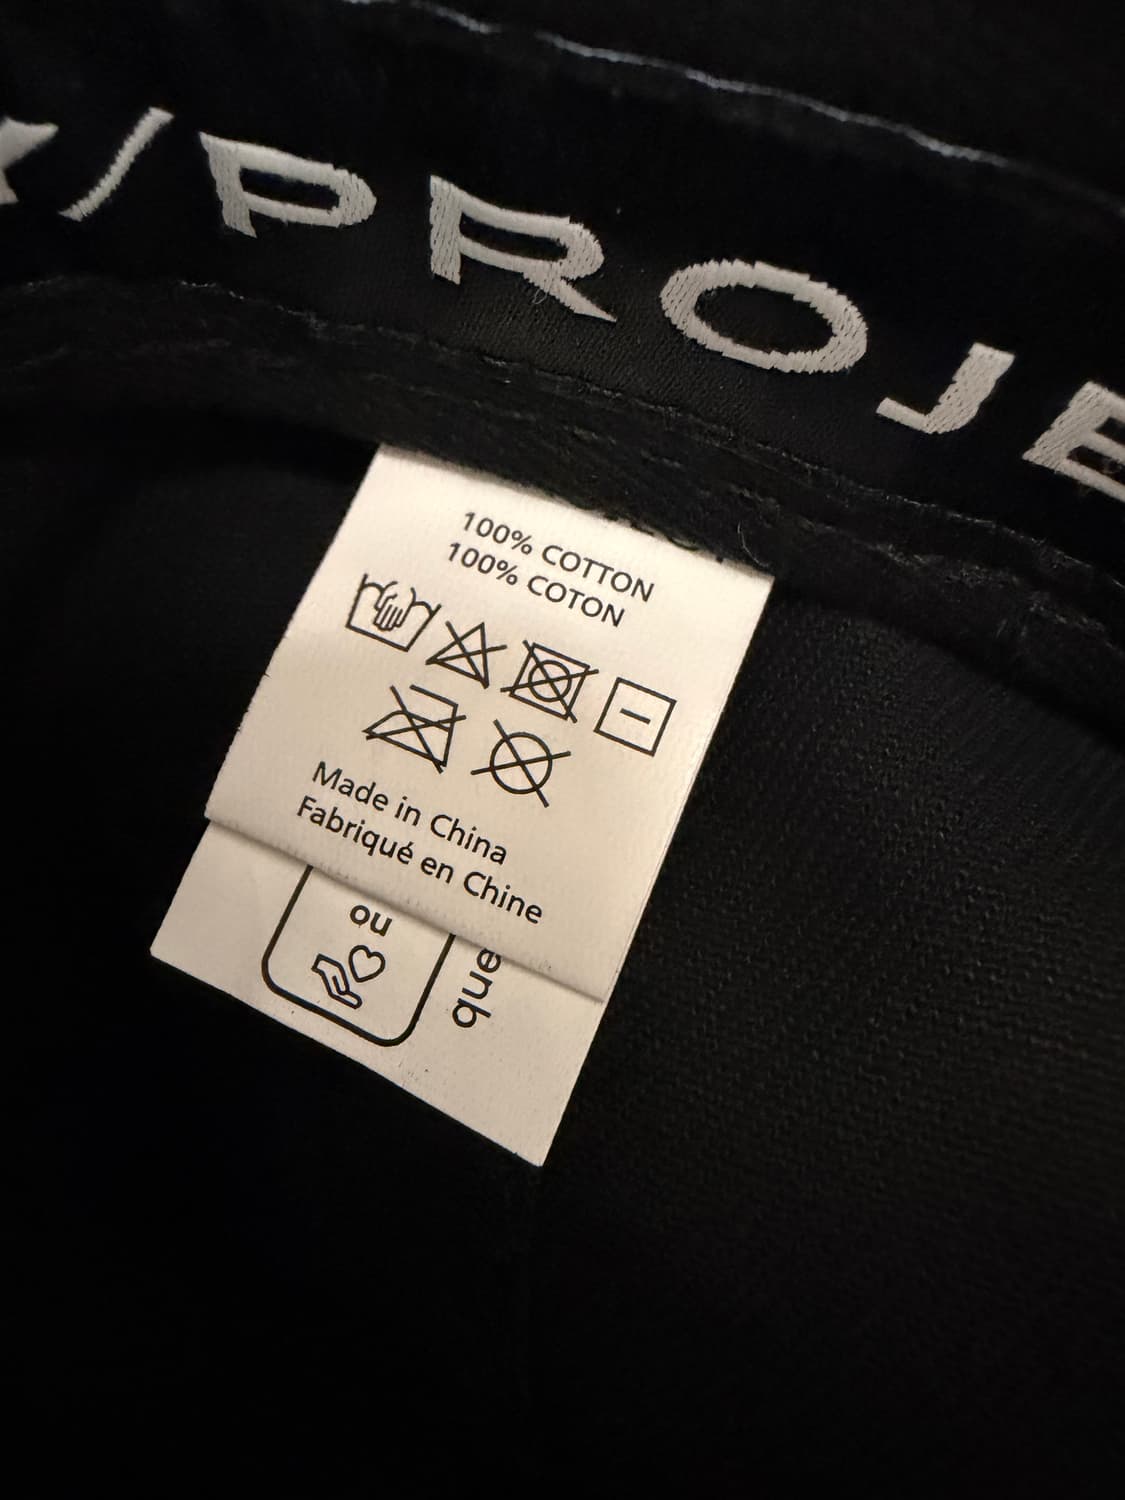 /PROJE
100% COTTON
100% COTON
Made in China
Fabriqué en Chine
ou
que